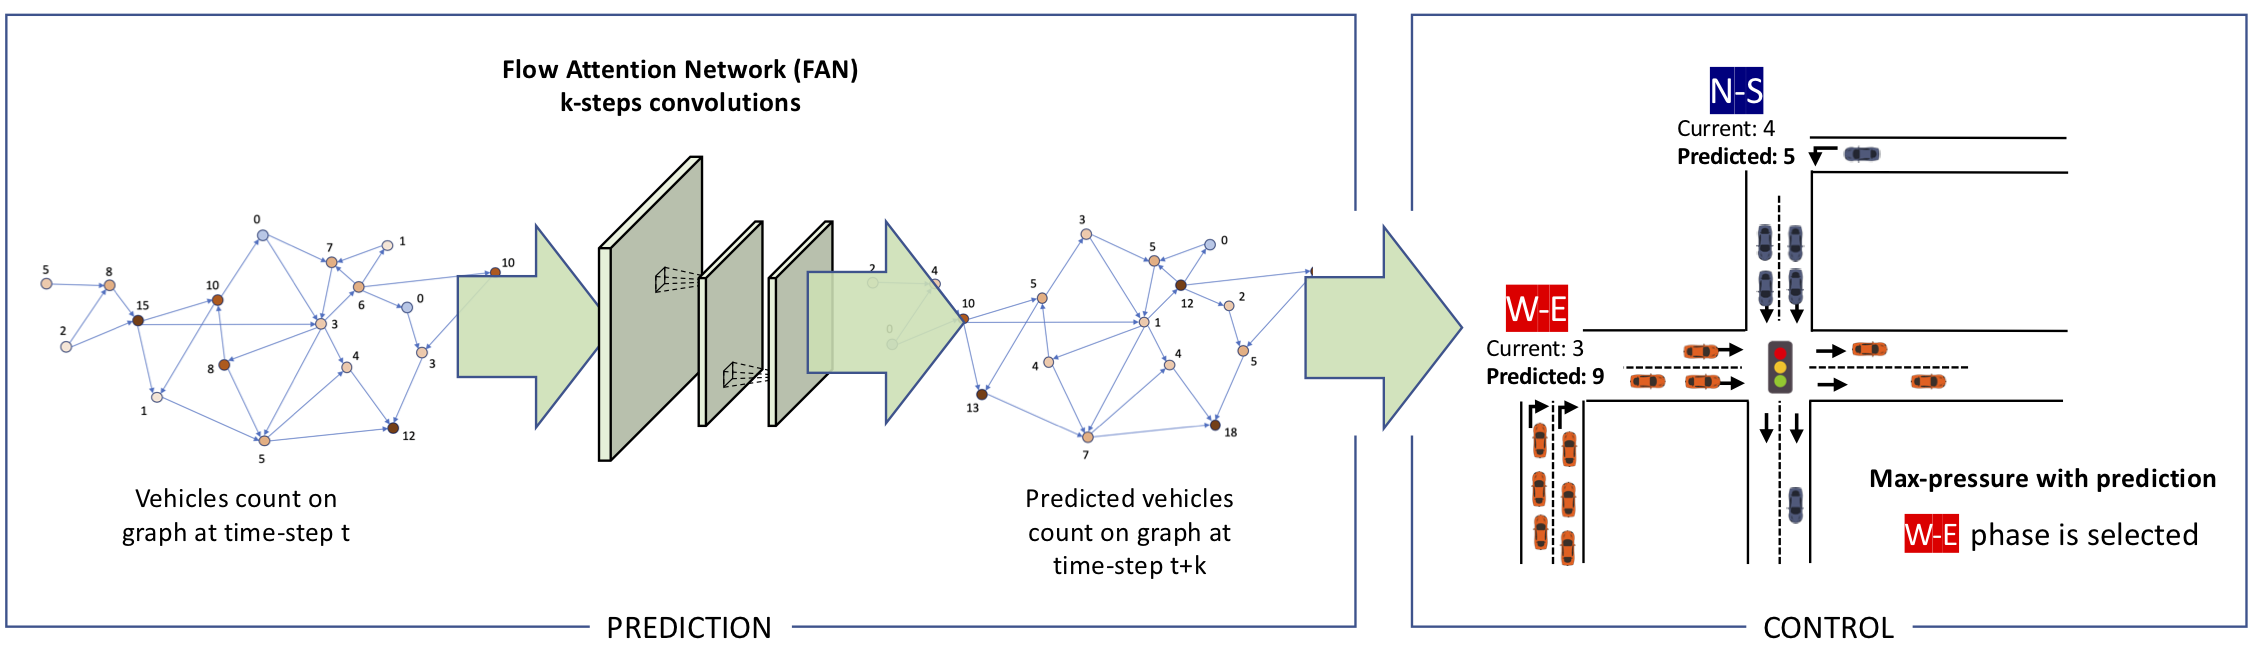 Flow Attention Network (FAN)
k-steps convolutions
0
7
1
5
8
10
15
10
6
0
2
3
8
4
3
1
12
5
Vehicles count on
graph at time-step t
3
5
0
2
4
5
10
12
2
0
1
4
4
5
13
18
7
Predicted vehicles
count on graph at
time-step t+k
PREDICTION
N-S
Current: 4
Predicted: 5
W-E
Current: 3
Predicted: 9
Max-pressure with prediction
W-E phase is selected
CONTROL